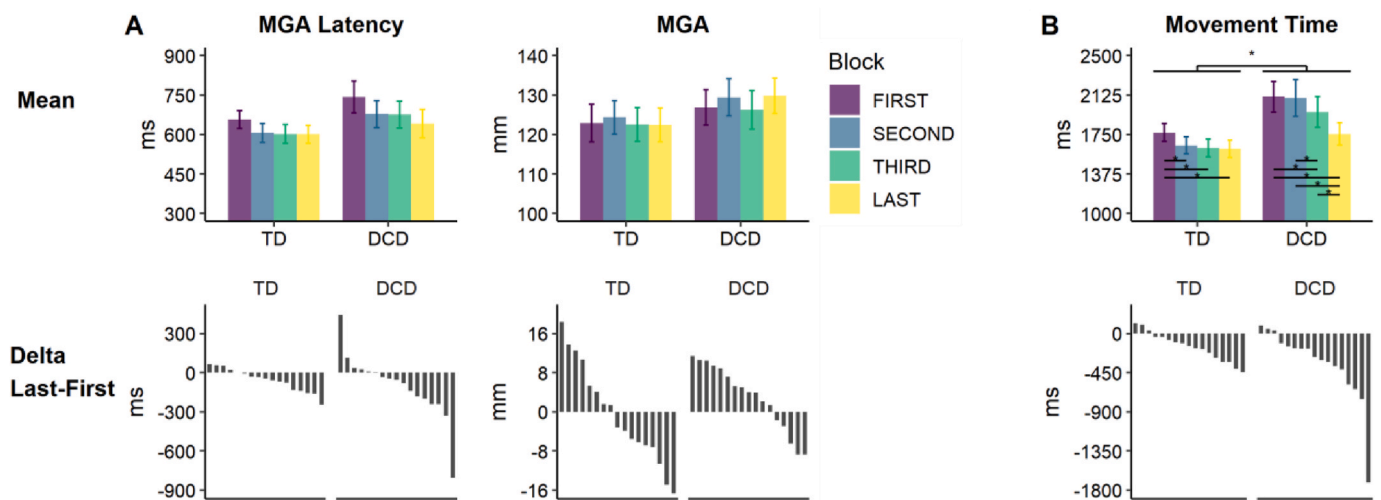 A MGA Latency MGA B Movement Time
Mean
ms
900
750
600
450
300
TD DCD
mm
140
130
120
110
100
TD DCD
Block
FIRST
SECOND
THIRD
LAST
ms
2500
2125
1750
1375
1000
*
* * *
* * * * *
TD DCD
Delta
Last-First
TD DCD
ms
300
0
-300
-600
-900
TD DCD
mm
16
8
0
-8
-16
TD DCD
ms
0
-450
-900
-1350
-1800